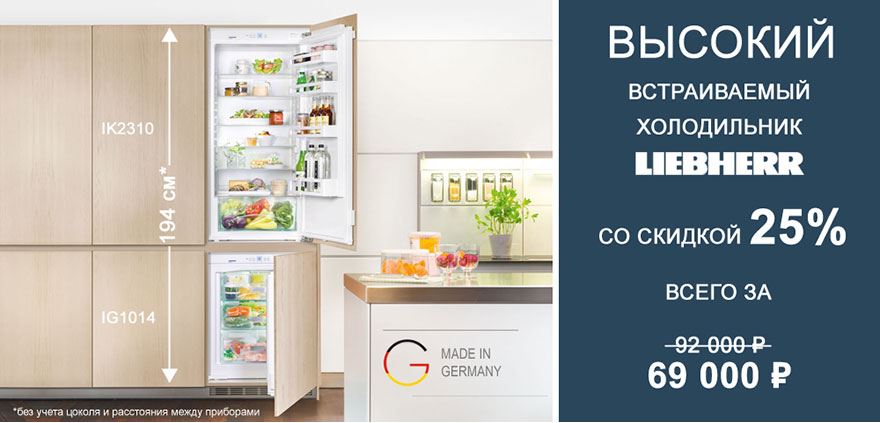 IK2310
194 см*
IG1014
MADE IN
GERMANY
*без учета цоколя и расстояния между приборами
ВЫСОКИЙ
ВСТРАИВАЕМЫЙ
ХОЛОДИЛЬНИК
LIEBHERR
СО СКИДКОЙ 25%
ВСЕГО ЗА
92 000 ₽
69 000 ₽